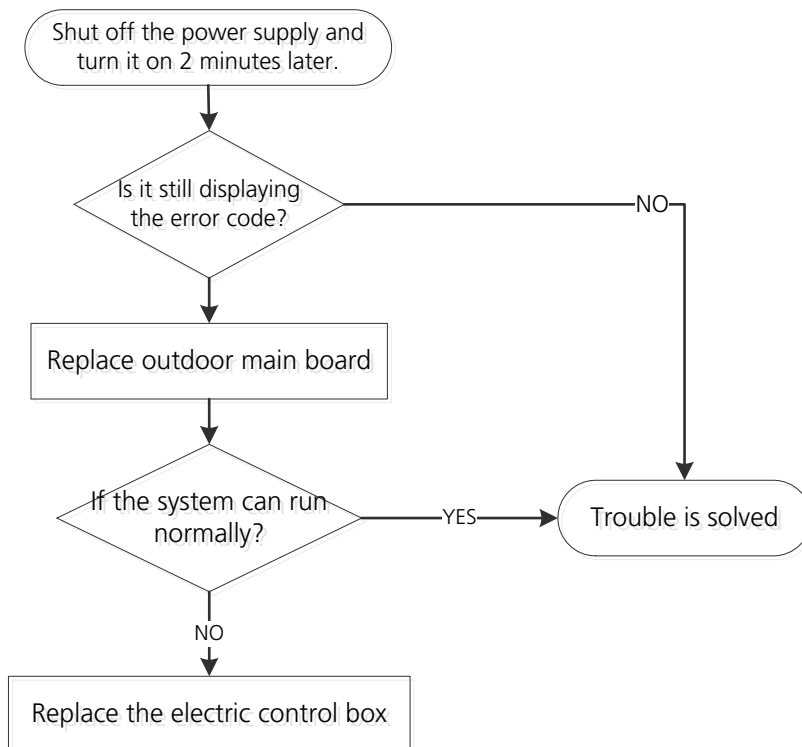 Shut off the power supply and
turn it on 2 minutes later.
Is it still displaying
the error code?
NO
Replace outdoor main board
If the system can run
normally?
YES
Trouble is solved
NO
Replace the electric control box